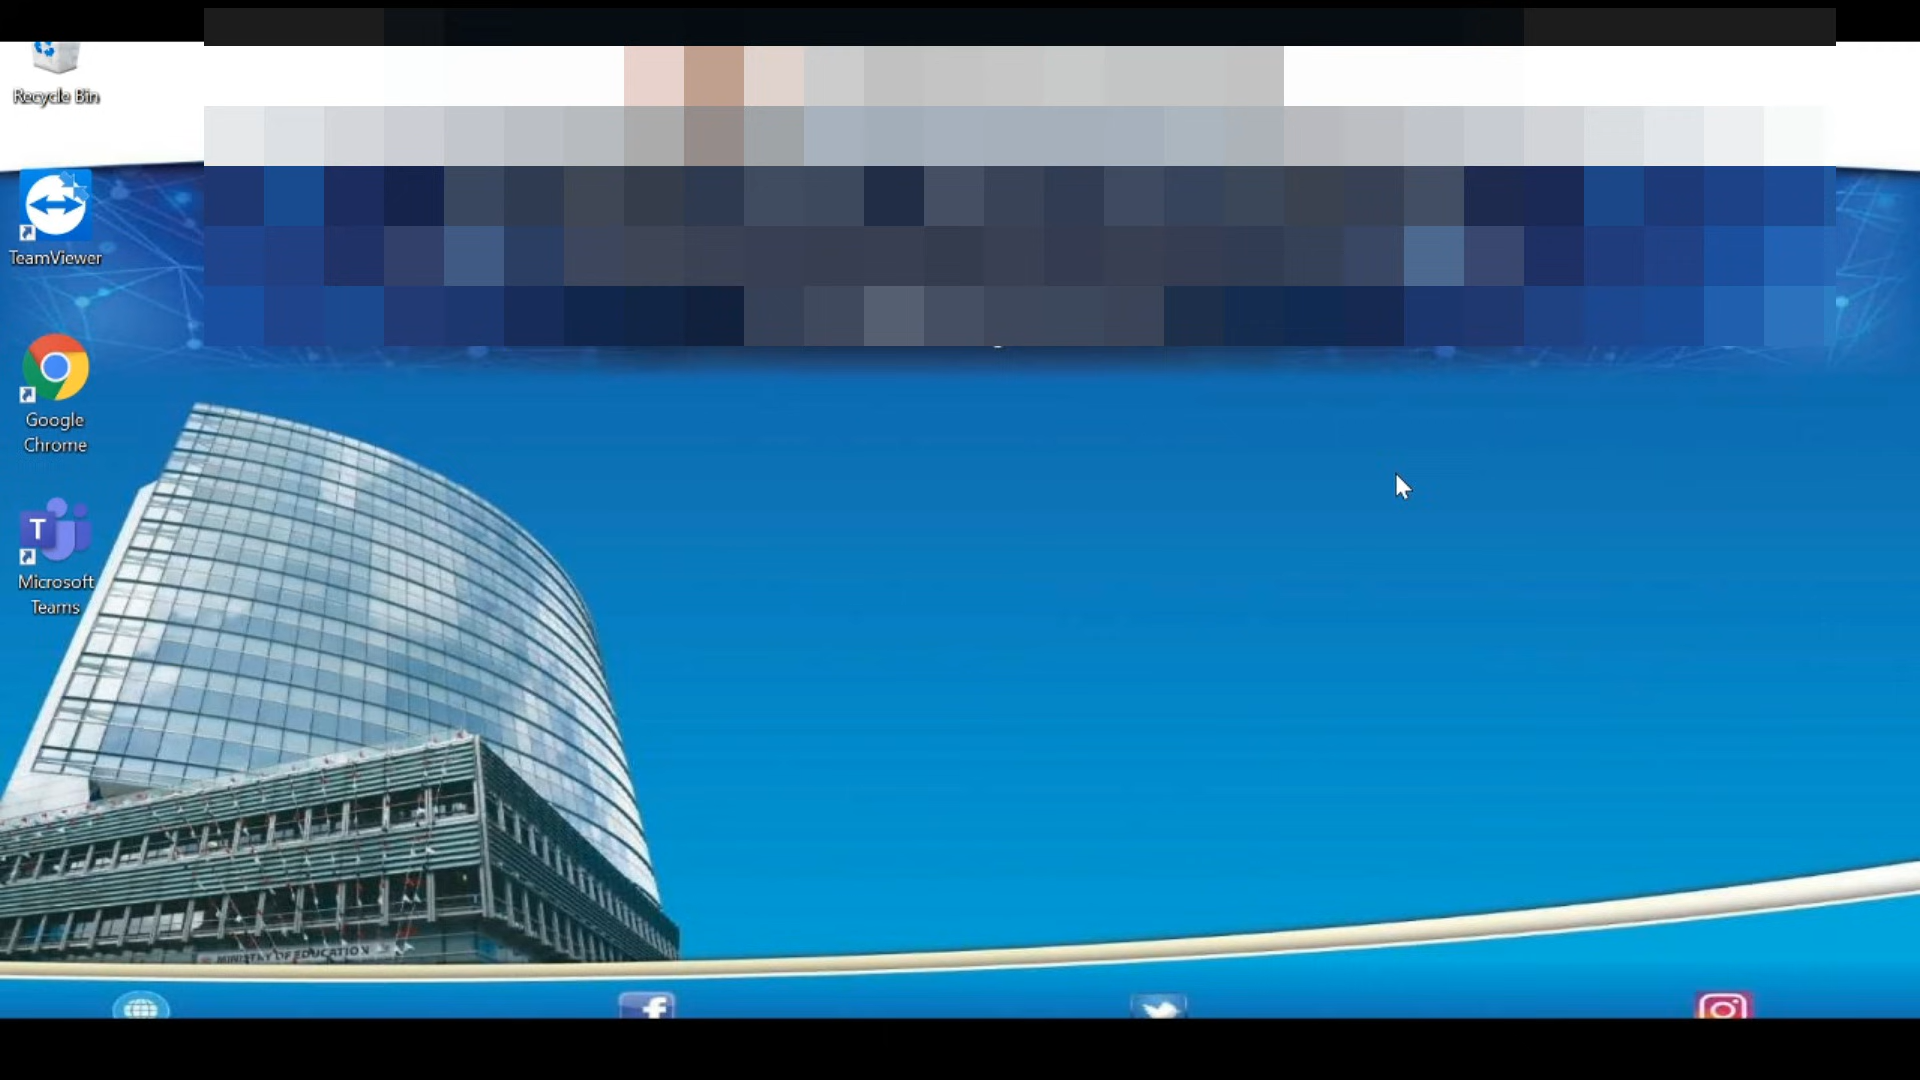 Recycle Bin
TeamViewer
Google
Chrome
T
Microsoft
Teams
MINISTRY OF EDUCATION